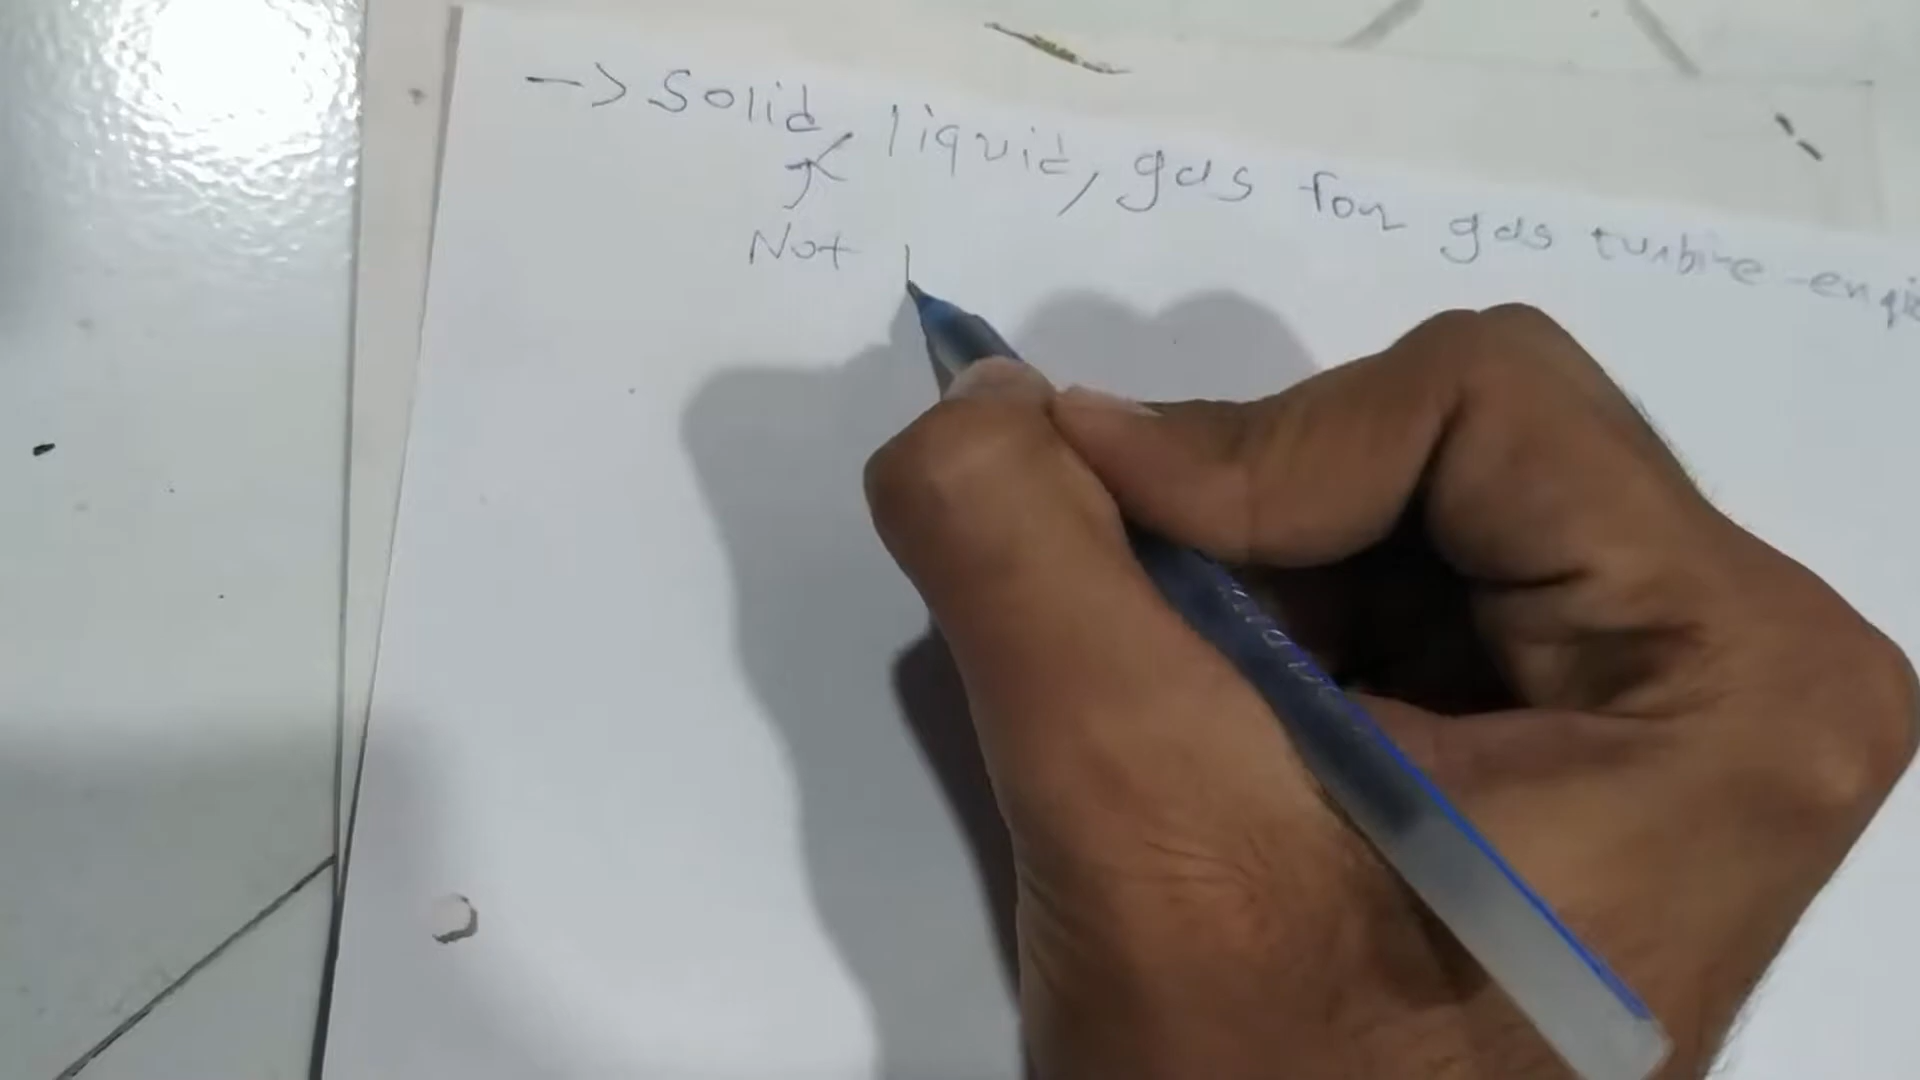 -> Solid, liquid, gas for gas turbine engi
Not